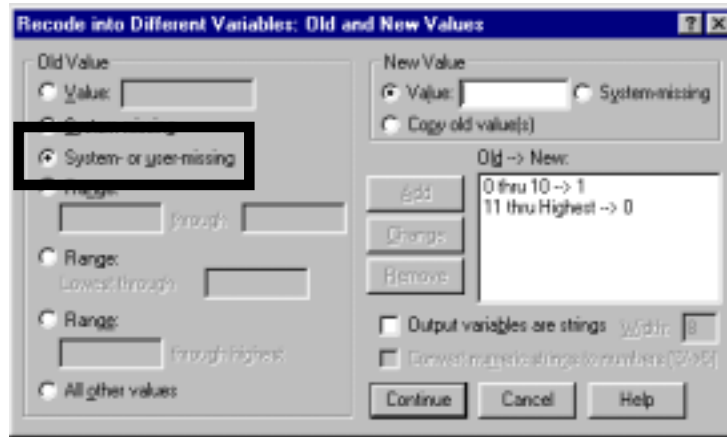 Recode into Different Variables: Old and New Values
Old Value
Value:
System-missing
System- or user-missing
Range:
through
Range:
Lowest through
Range:
through highest
All other values
New Value
Value: System-missing
Copy old value(s)
Old --> New:
0 thru 10 --> 1
11 thru Highest --> 0
Add
Change
Remove
Output variables are strings Width: 8
Convert numeric strings to numbers ('5'->5)
Continue Cancel Help